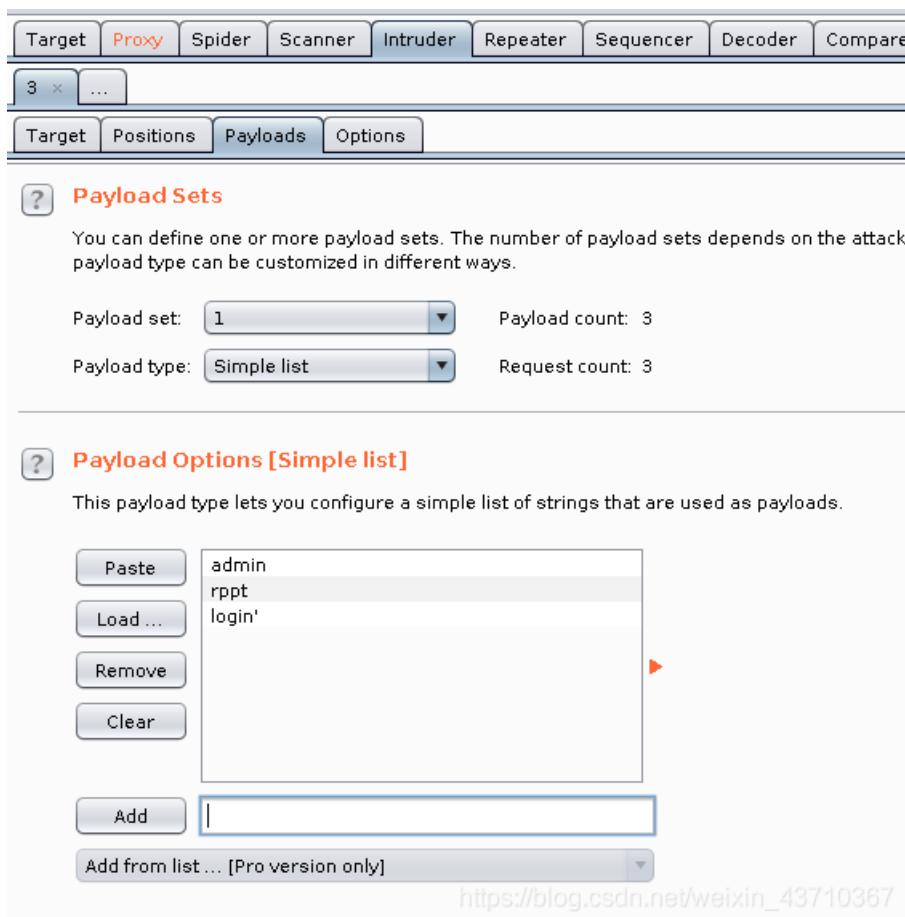 Target Proxy Spider Scanner Intruder Repeater Sequencer Decoder Compare
3 × ...
Target Positions Payloads Options
? Payload Sets
You can define one or more payload sets. The number of payload sets depends on the attack
payload type can be customized in different ways.
Payload set: 1 Payload count: 3
Payload type: Simple list Request count: 3
? Payload Options [Simple list]
This payload type lets you configure a simple list of strings that are used as payloads.
Paste
Load ...
Remove
Clear
admin
rppt
login'
Add
Add from list ... [Pro version only]
https://blog.csdn.net/weixin_43710367